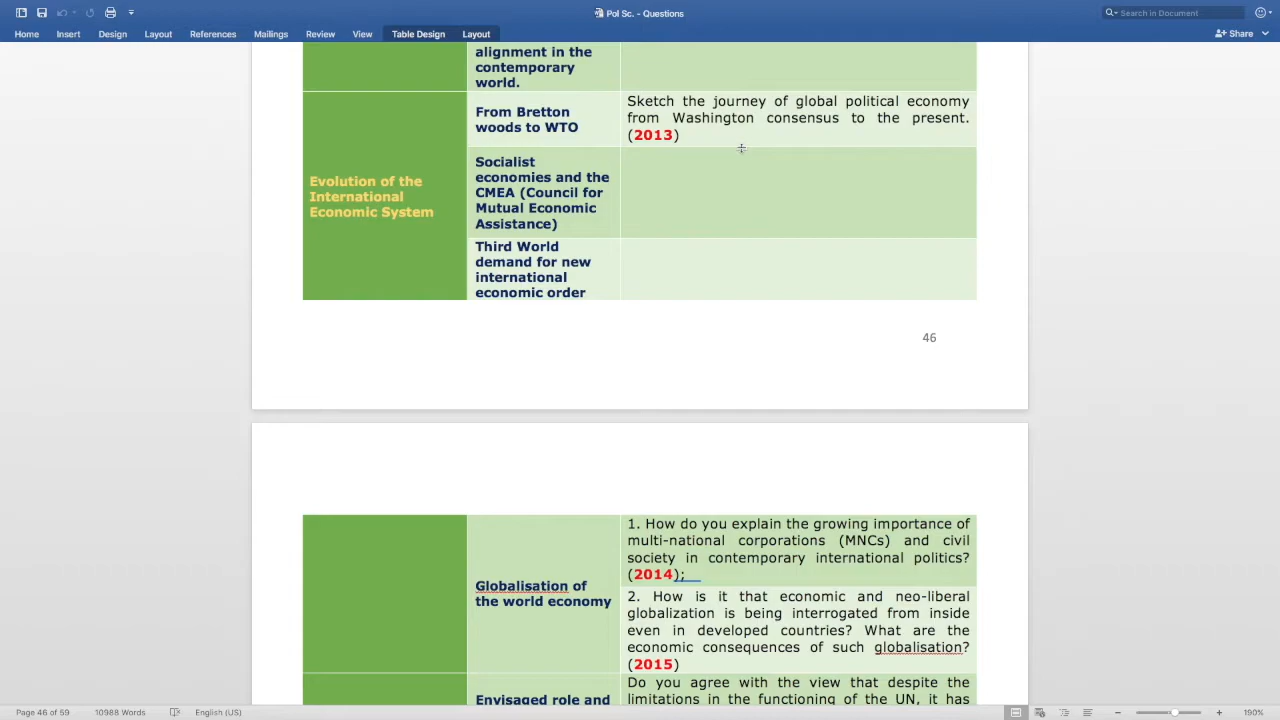 Pol Sc. - Questions
Search in Document
Home Insert Design Layout References Mailings Review View Table Design Layout
Share
alignment in the
contemporary
world.
Evolution of the
International
Economic System
From Bretton
woods to WTO
Sketch the journey of global political economy
from Washington consensus to the present.
(2013)
Socialist
economies and the
CMEA (Council for
Mutual Economic
Assistance)
Third World
demand for new
international
economic order
46
Globalisation of
the world economy
1. How do you explain the growing importance of
multi-national corporations (MNCs) and civil
society in contemporary international politics?
(2014);
2. How is it that economic and neo-liberal
globalization is being interrogated from inside
even in developed countries? What are the
economic consequences of such globalisation?
(2015)
Envisaged role and
Do you agree with the view that despite the
limitations in the functioning of the UN, it has
Page 46 of 59 10988 Words English (US) 190%